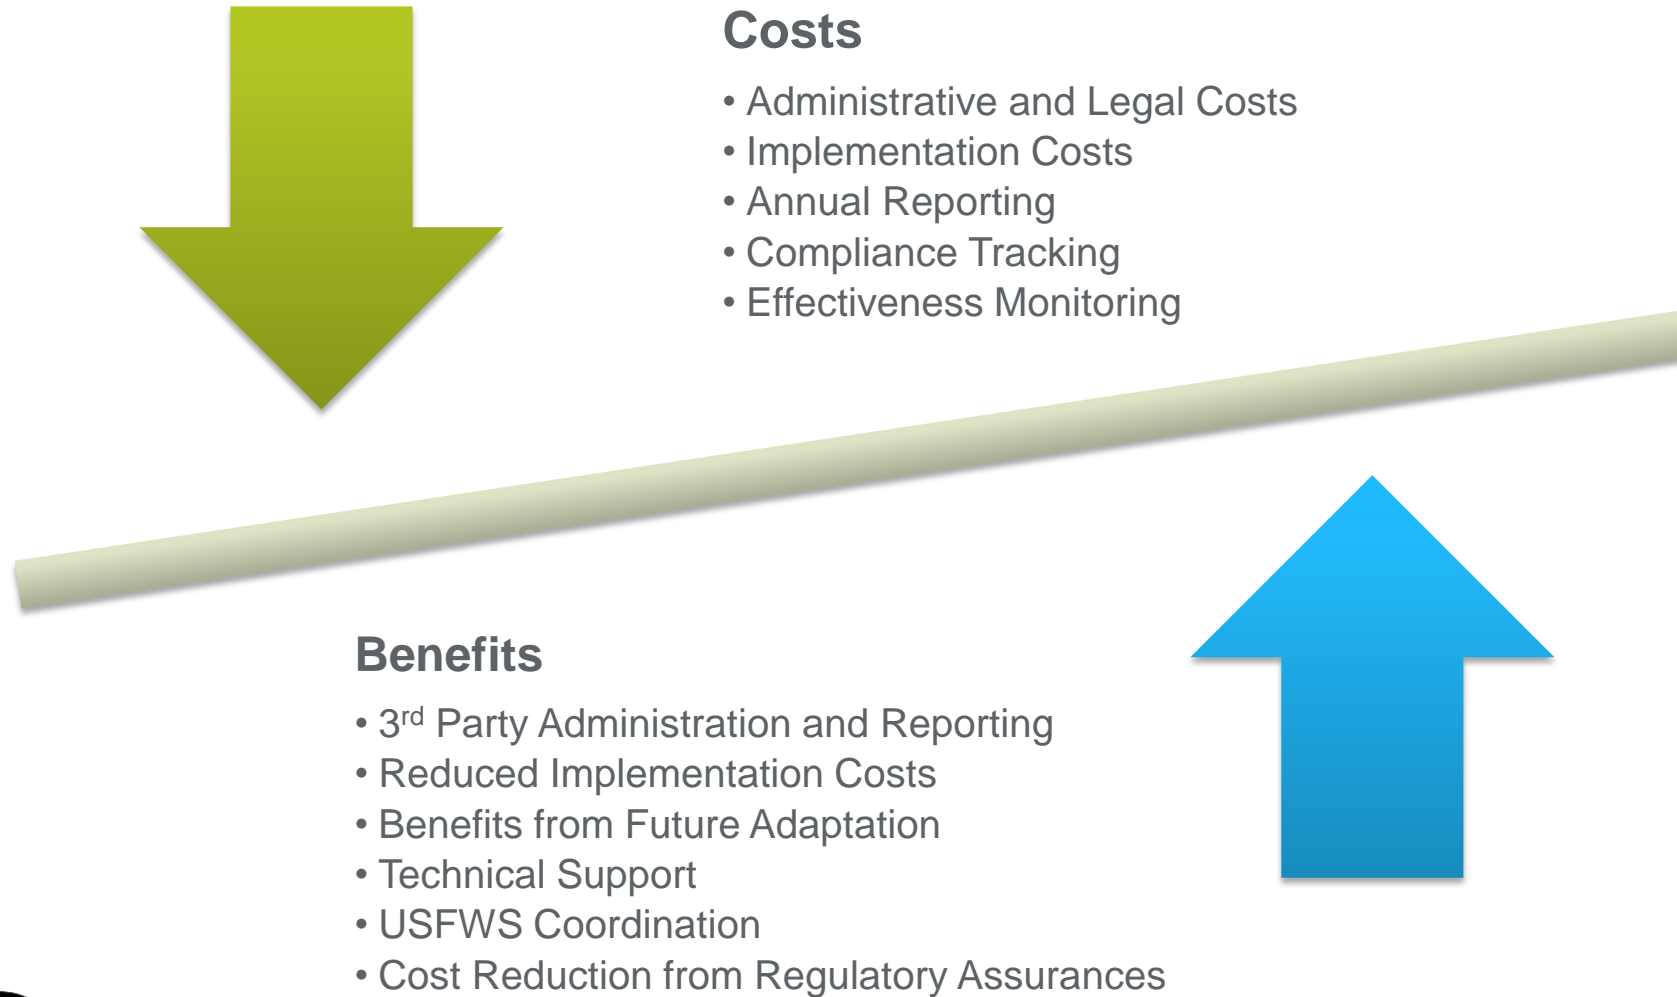 Costs
• Administrative and Legal Costs
• Implementation Costs
• Annual Reporting
• Compliance Tracking
• Effectiveness Monitoring
Benefits
• 3rd Party Administration and Reporting
• Reduced Implementation Costs
• Benefits from Future Adaptation
• Technical Support
• USFWS Coordination
• Cost Reduction from Regulatory Assurances